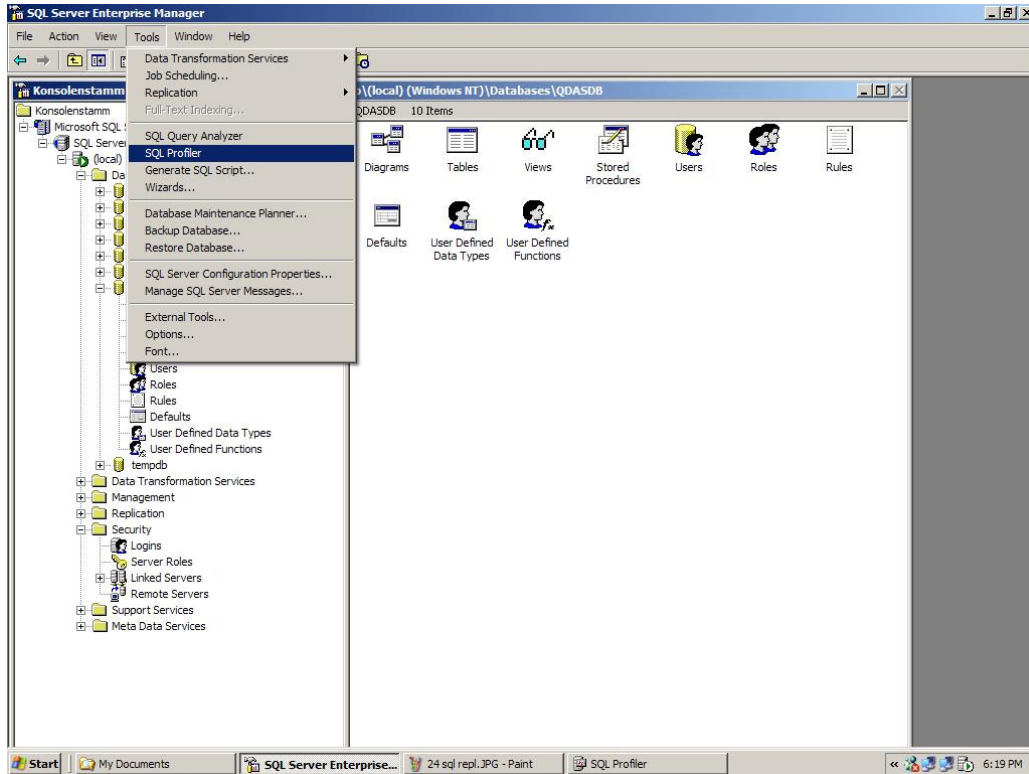 SQL Server Enterprise Manager
File Action View Tools Window Help
Data Transformation Services
Job Scheduling...
Replication
Full-Text Indexing...
SQL Query Analyzer
SQL Profiler
Generate SQL Script...
Wizards...
Database Maintenance Planner...
Backup Database...
Restore Database...
SQL Server Configuration Properties...
Manage SQL Server Messages...
External Tools...
Options...
Font...
Konsolenstamm
\(local) (Windows NT)\Databases\QDASDB
Konsolenstamm
QDASDB 10 Items
Microsoft SQL
SQL Server
(local)
Da
Users
Roles
Rules
Defaults
User Defined Data Types
User Defined Functions
tempdb
Data Transformation Services
Management
Replication
Security
Logins
Server Roles
Linked Servers
Remote Servers
Support Services
Meta Data Services
Diagrams Tables Views Stored Procedures Users Roles Rules
Defaults User Defined Data Types User Defined Functions
Start My Documents SQL Server Enterprise... 24 sql repl.JPG - Paint SQL Profiler « 6:19 PM